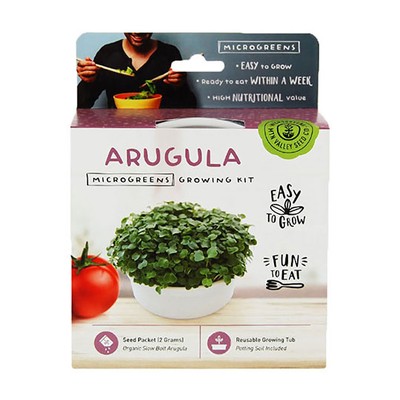 MICROGREENS
• EASY to GROW
• Ready to eat WITHIN A WEEK
• HIGH NUTRITIONAL value
MTN VALLEY SEED CO
ARUGULA
MICROGREENS GROWING KIT
EASY
TO GROW
FUN
TO EAT
Seed Packet (2 Grams)
Organic Slow Bolt Arugula
Reusable Growing Tub
Potting Soil Included